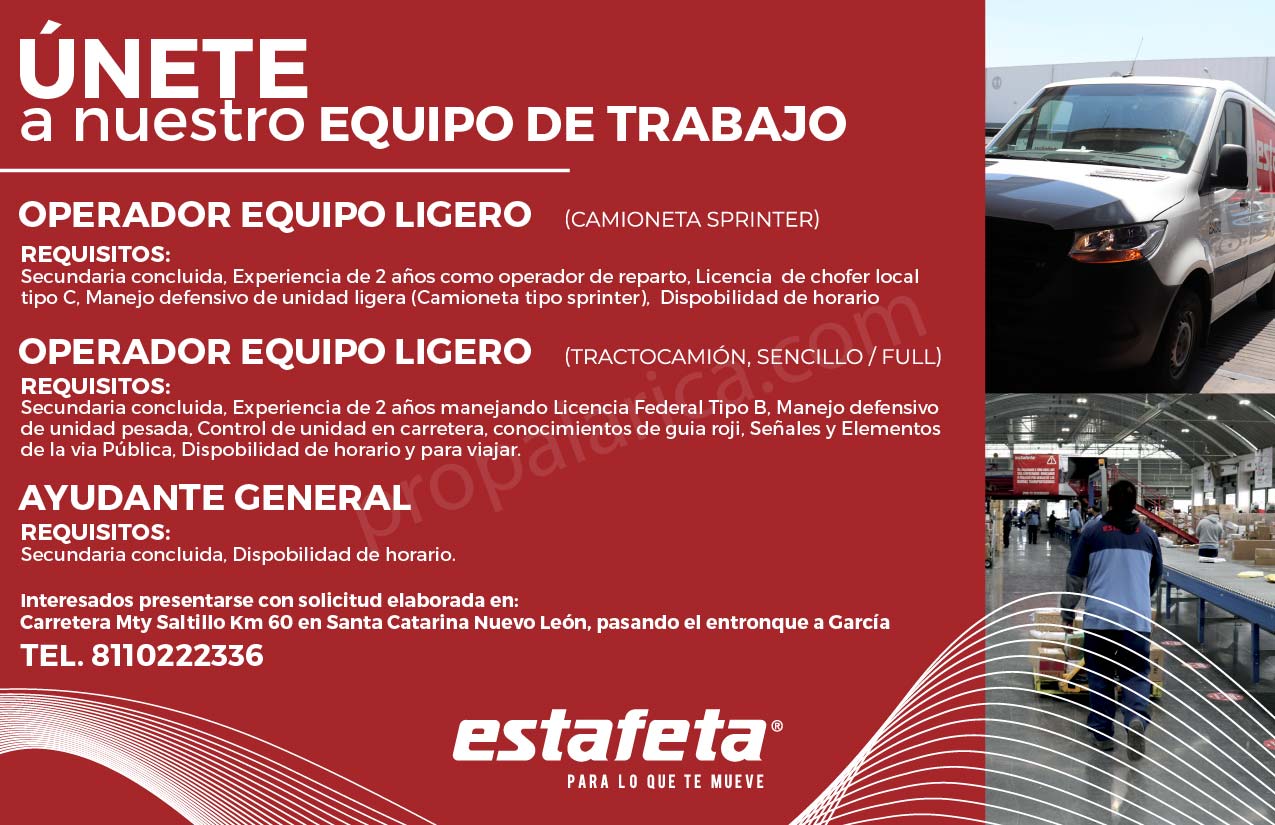 ÚNETE
a nuestro EQUIPO DE TRABAJO
OPERADOR EQUIPO LIGERO (CAMIONETA SPRINTER)
REQUISITOS:
Secundaria concluida, Experiencia de 2 años como operador de reparto, Licencia de chofer local
tipo C, Manejo defensivo de unidad ligera (Camioneta tipo sprinter), Dispobilidad de horario
OPERADOR EQUIPO LIGERO (TRACTOCAMIÓN, SENCILLO / FULL)
REQUISITOS:
Secundaria concluida, Experiencia de 2 años manejando Licencia Federal Tipo B, Manejo defensivo
de unidad pesada, Control de unidad en carretera, conocimientos de guia roji, Señales y Elementos
de la via Pública, Dispobilidad de horario y para viajar.
AYUDANTE GENERAL
REQUISITOS:
Secundaria concluida, Dispobilidad de horario.
Interesados presentarse con solicitud elaborada en:
Carretera Mty Saltillo Km 60 en Santa Catarina Nuevo León, pasando el entronque a García
TEL. 8110222336
estafeta®
PARA LO QUE TE MUEVE
propalarica.com
estafeta